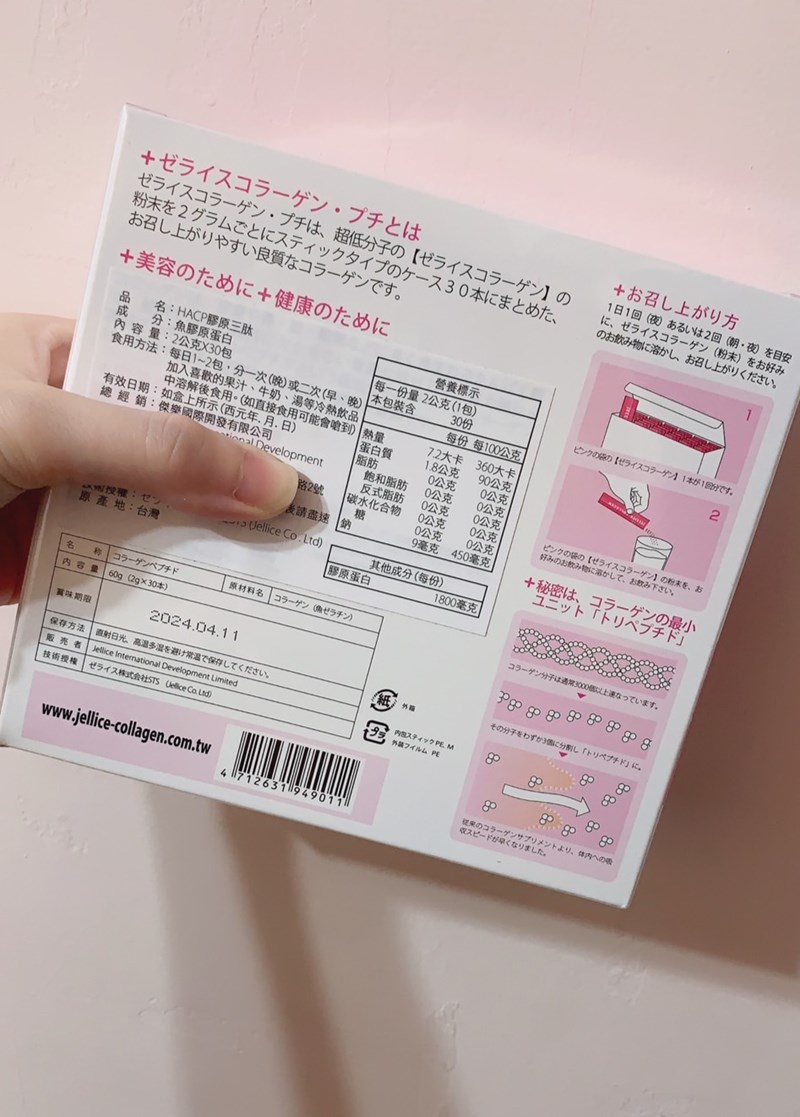 +ゼライスコラーゲン・プチとは
ゼライスコラーゲン・プチは、超低分子の【ゼライスコラーゲン】の
粉末を2グラムごとにスティックタイプのケース30本にまとめた、
お召し上がりやすい良質なコラーゲンです。
+美容のために+健康のために
品 名：HACP膠原三肽
成 分：魚膠原蛋白
內 容 量：2公克X30包
食用方法：每日1~2包，分一次(晚)或二次(早、晚)
加入喜歡的果汁、牛奶、湯等冷熱飲品
中溶解後食用。(如直接食用可能會嗆到)
有效日期：如盒上所示(西元年.月.日)
總 經 銷：傑樂國際開發有限公司
Development
路2號
後請盡速
技術授權：ゼラ
STS (Jellice Co., Ltd)
原 產 地：台灣
營養標示
每一份量 2公克(1包)
本包裝含 30份
每份 每100公克
熱量 7.2大卡 360大卡
蛋白質 1.8公克 90公克
脂肪 0公克 0公克
飽和脂肪 0公克 0公克
反式脂肪 0公克 0公克
碳水化合物 0公克 0公克
糖 0公克 0公克
鈉 9毫克 450毫克
其他成分(每份)
膠原蛋白 1800毫克
名 称 コラーゲンペプチド
内 容 量 60g (2g×30本) 原材料名 コラーゲン (魚ゼラチン)
賞味期限 2024.04.11
保存方法 直射日光、高温多湿を避け常温で保存してください。
販 売 者 Jellice International Development Limited
技術授権 ゼライス株式会社STS (Jellice Co. Ltd)
www.jellice-collagen.com.tw
4 712631 949011
紙 外箱
プラ 内包スティックPE, M
外装フイルム PE
+お召し上がり方
1日1回(夜)あるいは2回(朝・夜)を目安
に、ゼライスコラーゲン(粉末)をお好み
のお飲み物に溶かし、お召し上がりください。
1
ピンクの袋の【ゼライスコラーゲン】1本が1回分です。
2
ピンクの袋の【ゼライスコラーゲン】の粉末を、お
好みのお飲み物に溶かして、お飲み下さい。
+秘密は、コラーゲンの最小
ユニット「トリペプチド」
コラーゲン分子は通常3000個以上連なっています。
その分子をわずか3個に分割し「トリペプチド」に。
従来のコラーゲンサプリメントより、体内への吸
収スピードが早くなりました。